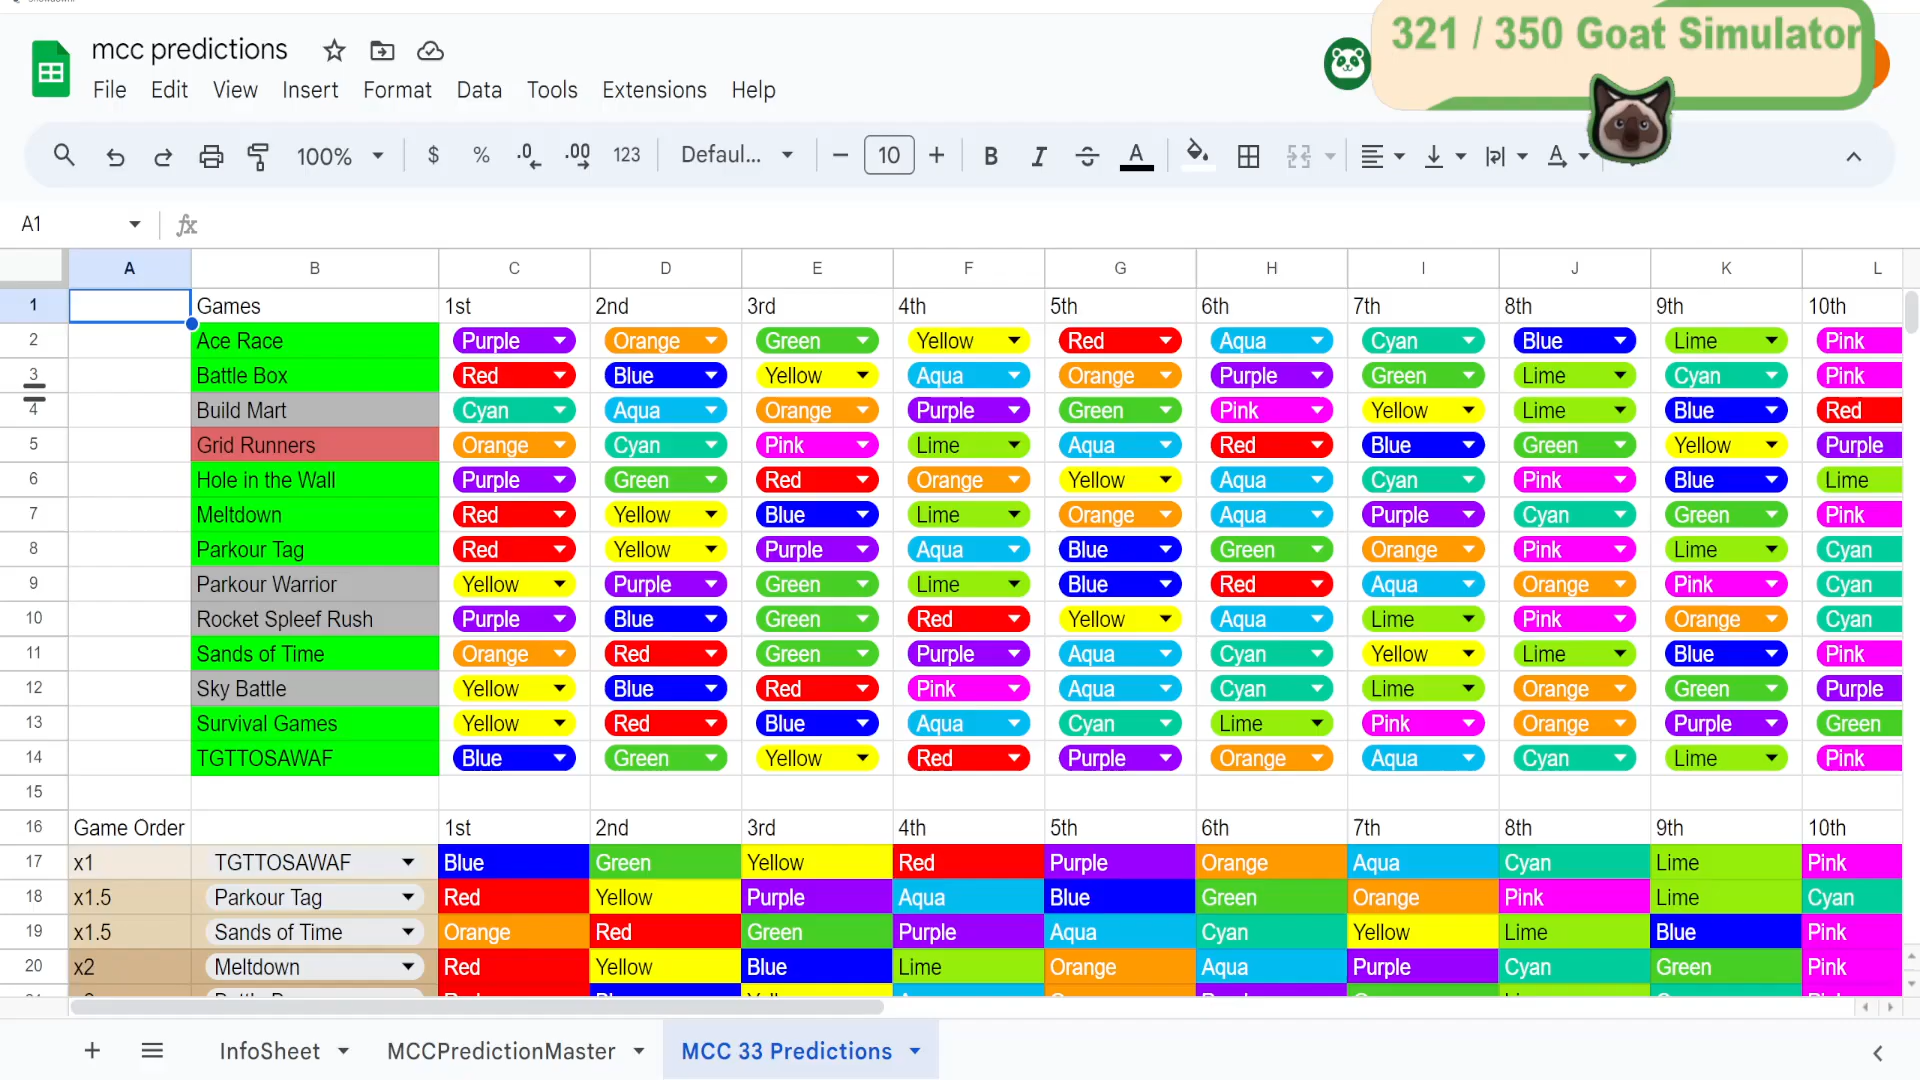 321 / 350 Goat Simulator
mcc predictions
File Edit View Insert Format Data Tools Extensions Help
100% $ % .0 .00 123 Defaul... − 10 + B I S A
A1 fx
A B C D E F G H I J K L
1 Games 1st 2nd 3rd 4th 5th 6th 7th 8th 9th 10th
2 Ace Race Purple Orange Green Yellow Red Aqua Cyan Blue Lime Pink
3 Battle Box Red Blue Yellow Aqua Orange Purple Green Lime Cyan Pink
4 Build Mart Cyan Aqua Orange Purple Green Pink Yellow Lime Blue Red
5 Grid Runners Orange Cyan Pink Lime Aqua Red Blue Green Yellow Purple
6 Hole in the Wall Purple Green Red Orange Yellow Aqua Cyan Pink Blue Lime
7 Meltdown Red Yellow Blue Lime Orange Aqua Purple Cyan Green Pink
8 Parkour Tag Red Yellow Purple Aqua Blue Green Orange Pink Lime Cyan
9 Parkour Warrior Yellow Purple Green Lime Blue Red Aqua Orange Pink Cyan
10 Rocket Spleef Rush Purple Blue Green Red Yellow Aqua Lime Pink Orange Cyan
11 Sands of Time Orange Red Green Purple Aqua Cyan Yellow Lime Blue Pink
12 Sky Battle Yellow Blue Red Pink Aqua Cyan Lime Orange Green Purple
13 Survival Games Yellow Red Blue Aqua Cyan Lime Pink Orange Purple Green
14 TGTTOSAWAF Blue Green Yellow Red Purple Orange Aqua Cyan Lime Pink
15
16 Game Order 1st 2nd 3rd 4th 5th 6th 7th 8th 9th 10th
17 x1 TGTTOSAWAF Blue Green Yellow Red Purple Orange Aqua Cyan Lime Pink
18 x1.5 Parkour Tag Red Yellow Purple Aqua Blue Green Orange Pink Lime Cyan
19 x1.5 Sands of Time Orange Red Green Purple Aqua Cyan Yellow Lime Blue Pink
20 x2 Meltdown Red Yellow Blue Lime Orange Aqua Purple Cyan Green Pink
+ InfoSheet MCCPredictionMaster MCC 33 Predictions